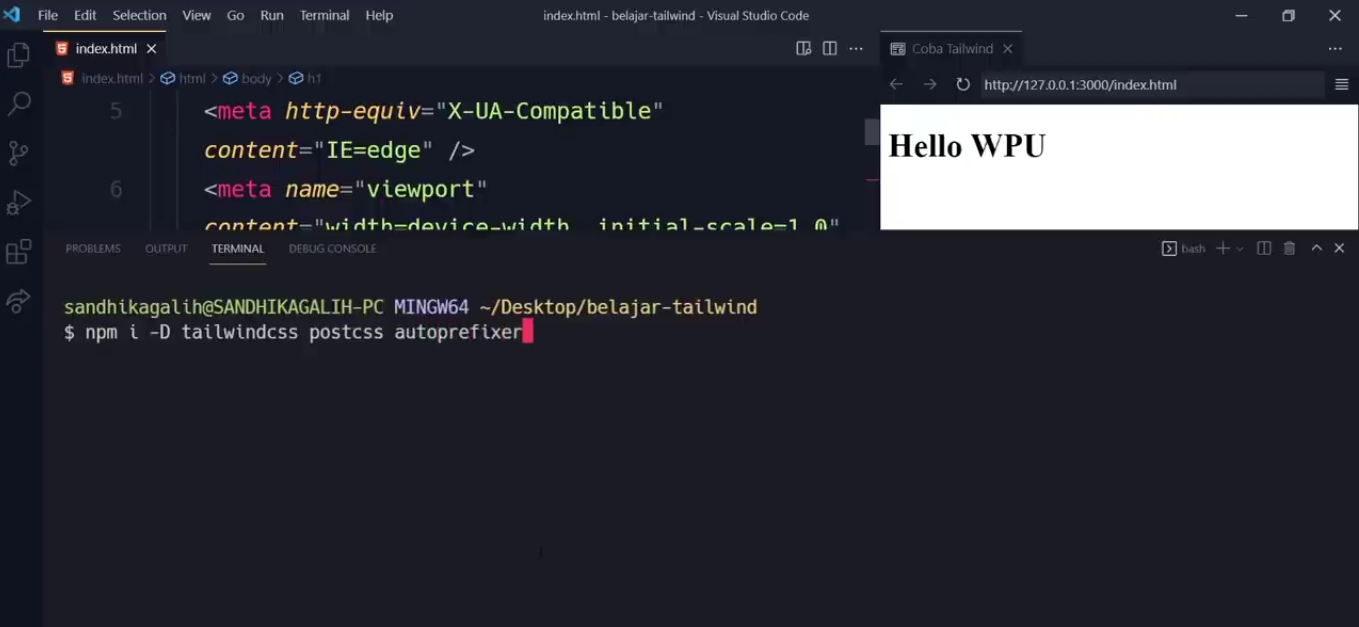 File Edit Selection View Go Run Terminal Help index.html - belajar-tailwind - Visual Studio Code
index.html
Coba Tailwind
index.html > html > body > h1
http://127.0.0.1:3000/index.html
5 <meta http-equiv="X-UA-Compatible"
content="IE=edge" />
6 <meta name="viewport"
content="width=device-width, initial-scale=1.0"
Hello WPU
PROBLEMS OUTPUT TERMINAL DEBUG CONSOLE bash
sandhikagalih@SANDHIKAGALIH-PC MINGW64 ~/Desktop/belajar-tailwind
$ npm i -D tailwindcss postcss autoprefixer